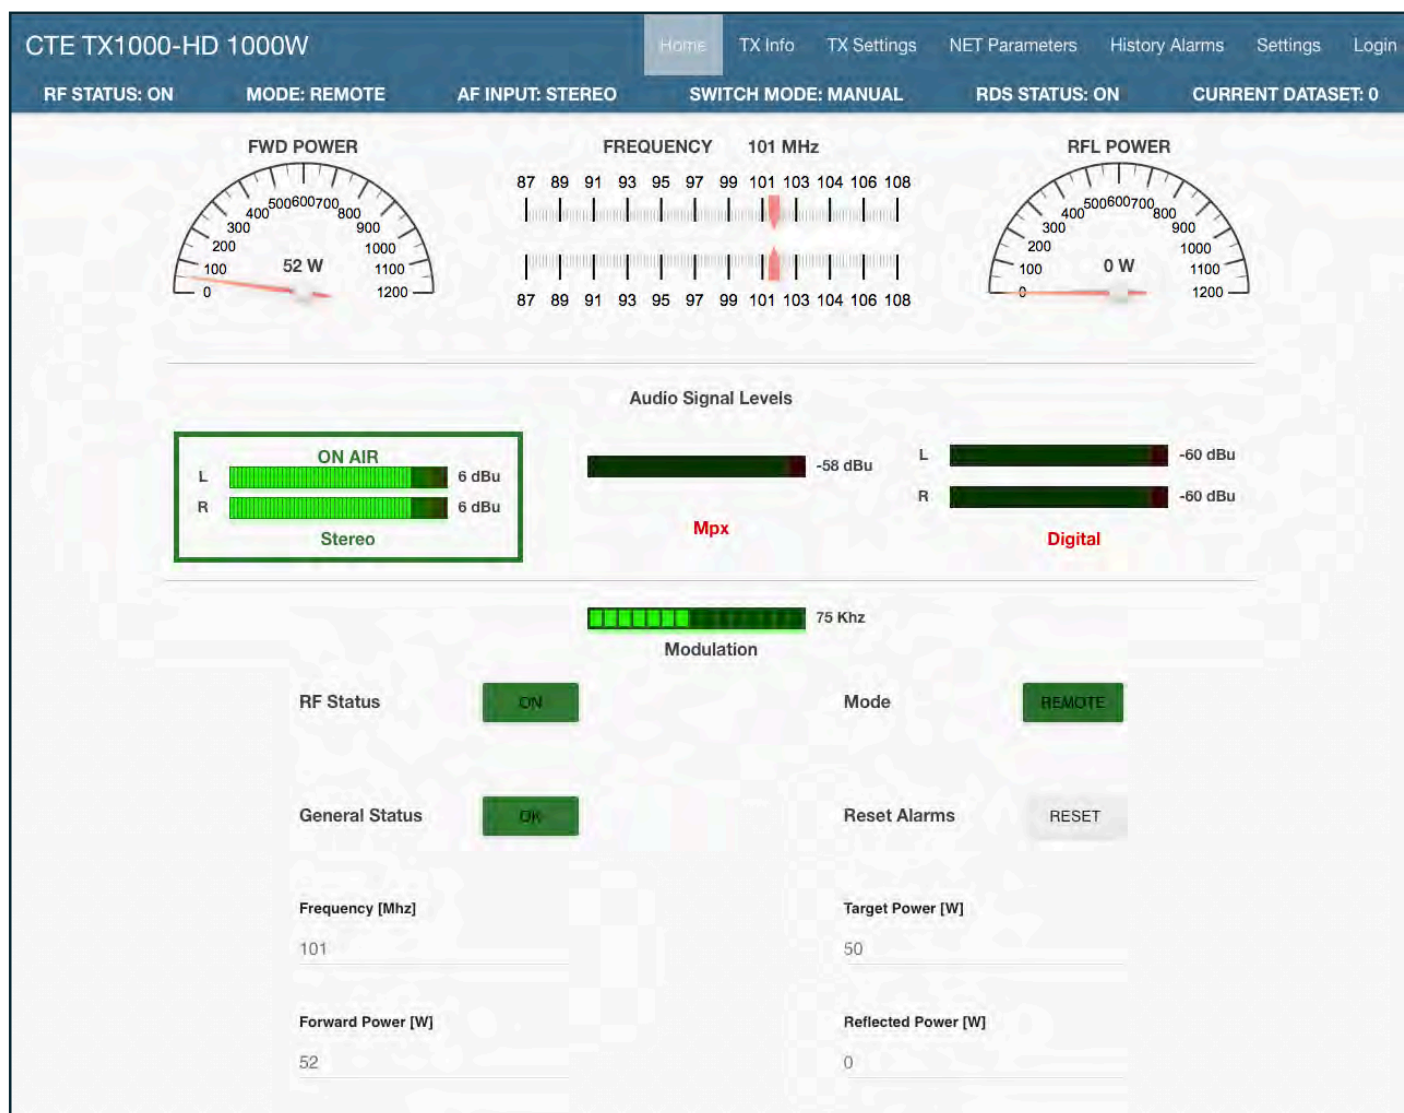 CTE TX1000-HD 1000W Home TX Info TX Settings NET Parameters History Alarms Settings Login
RF STATUS: ON MODE: REMOTE AF INPUT: STEREO SWITCH MODE: MANUAL RDS STATUS: ON CURRENT DATASET: 0
FWD POWER
0 100 200 300 400 500 600 700 800 900 1000 1100 1200
52 W
FREQUENCY 101 MHz
87 89 91 93 95 97 99 101 103 104 106 108
87 89 91 93 95 97 99 101 103 104 106 108
RFL POWER
0 100 200 300 400 500 600 700 800 900 1000 1100 1200
0 W
Audio Signal Levels
ON AIR
L 6 dBu
R 6 dBu
Stereo
-58 dBu
Mpx
L -60 dBu
R -60 dBu
Digital
75 Khz
Modulation
RF Status ON Mode REMOTE
General Status OK Reset Alarms RESET
Frequency [Mhz] Target Power [W]
101 50
Forward Power [W] Reflected Power [W]
52 0